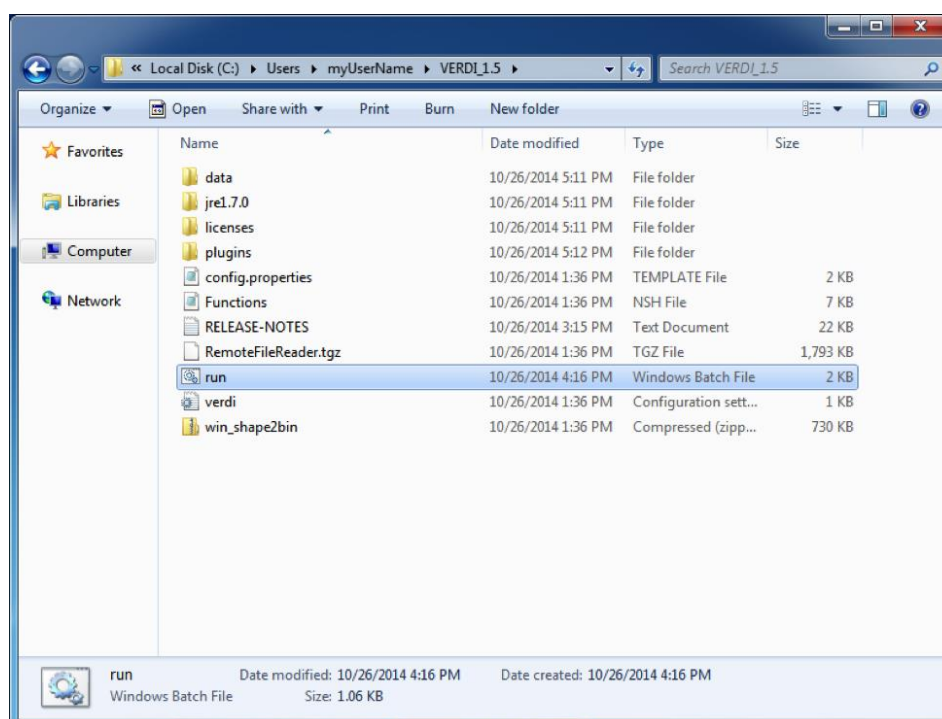 « Local Disk (C:) ▸ Users ▸ myUserName ▸ VERDI_1.5 ▸ Search VERDI_1.5
Organize ▾ Open Share with ▾ Print Burn New folder
Name Date modified Type Size
Favorites
Libraries
Computer
Network
data 10/26/2014 5:11 PM File folder
jre1.7.0 10/26/2014 5:11 PM File folder
licenses 10/26/2014 5:11 PM File folder
plugins 10/26/2014 5:12 PM File folder
config.properties 10/26/2014 1:36 PM TEMPLATE File 2 KB
Functions 10/26/2014 1:36 PM NSH File 7 KB
RELEASE-NOTES 10/26/2014 3:15 PM Text Document 22 KB
RemoteFileReader.tgz 10/26/2014 1:36 PM TGZ File 1,793 KB
run 10/26/2014 4:16 PM Windows Batch File 2 KB
verdi 10/26/2014 1:36 PM Configuration sett... 1 KB
win_shape2bin 10/26/2014 1:36 PM Compressed (zipp... 730 KB
run Date modified: 10/26/2014 4:16 PM Date created: 10/26/2014 4:16 PM
Windows Batch File Size: 1.06 KB